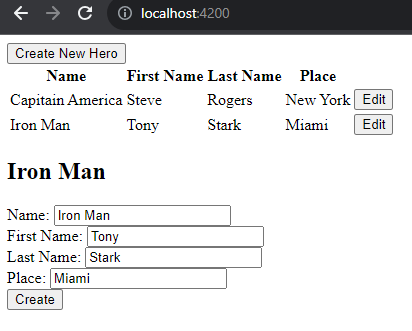 localhost:4200
Create New Hero
Name First Name Last Name Place
Capitain America Steve Rogers New York Edit
Iron Man Tony Stark Miami Edit
Iron Man
Name: Iron Man
First Name: Tony
Last Name: Stark
Place: Miami
Create